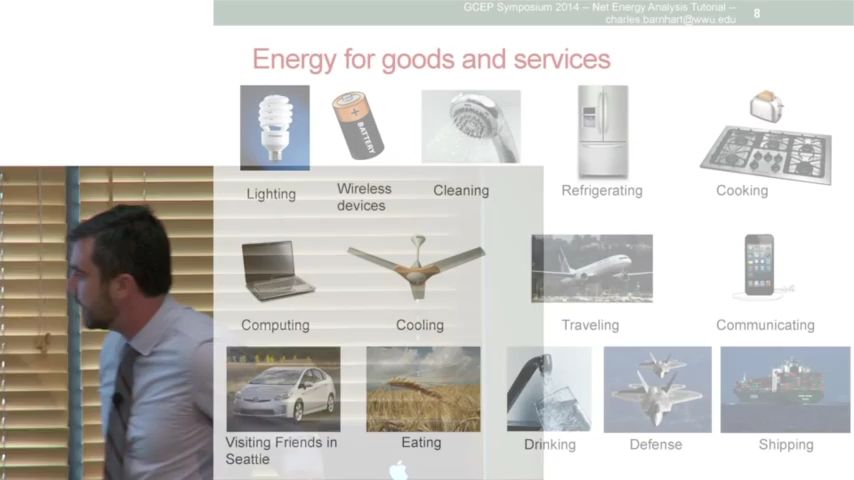 GCEP Symposium 2014 -- Net Energy Analysis Tutorial --
charles.barnhart@wwu.edu
8
Energy for goods and services
BATTERY
Lighting
Wireless
devices
Cleaning
Refrigerating
Cooking
Computing
Cooling
Traveling
Communicating
Visiting Friends in
Seattle
Eating
Drinking
Defense
Shipping